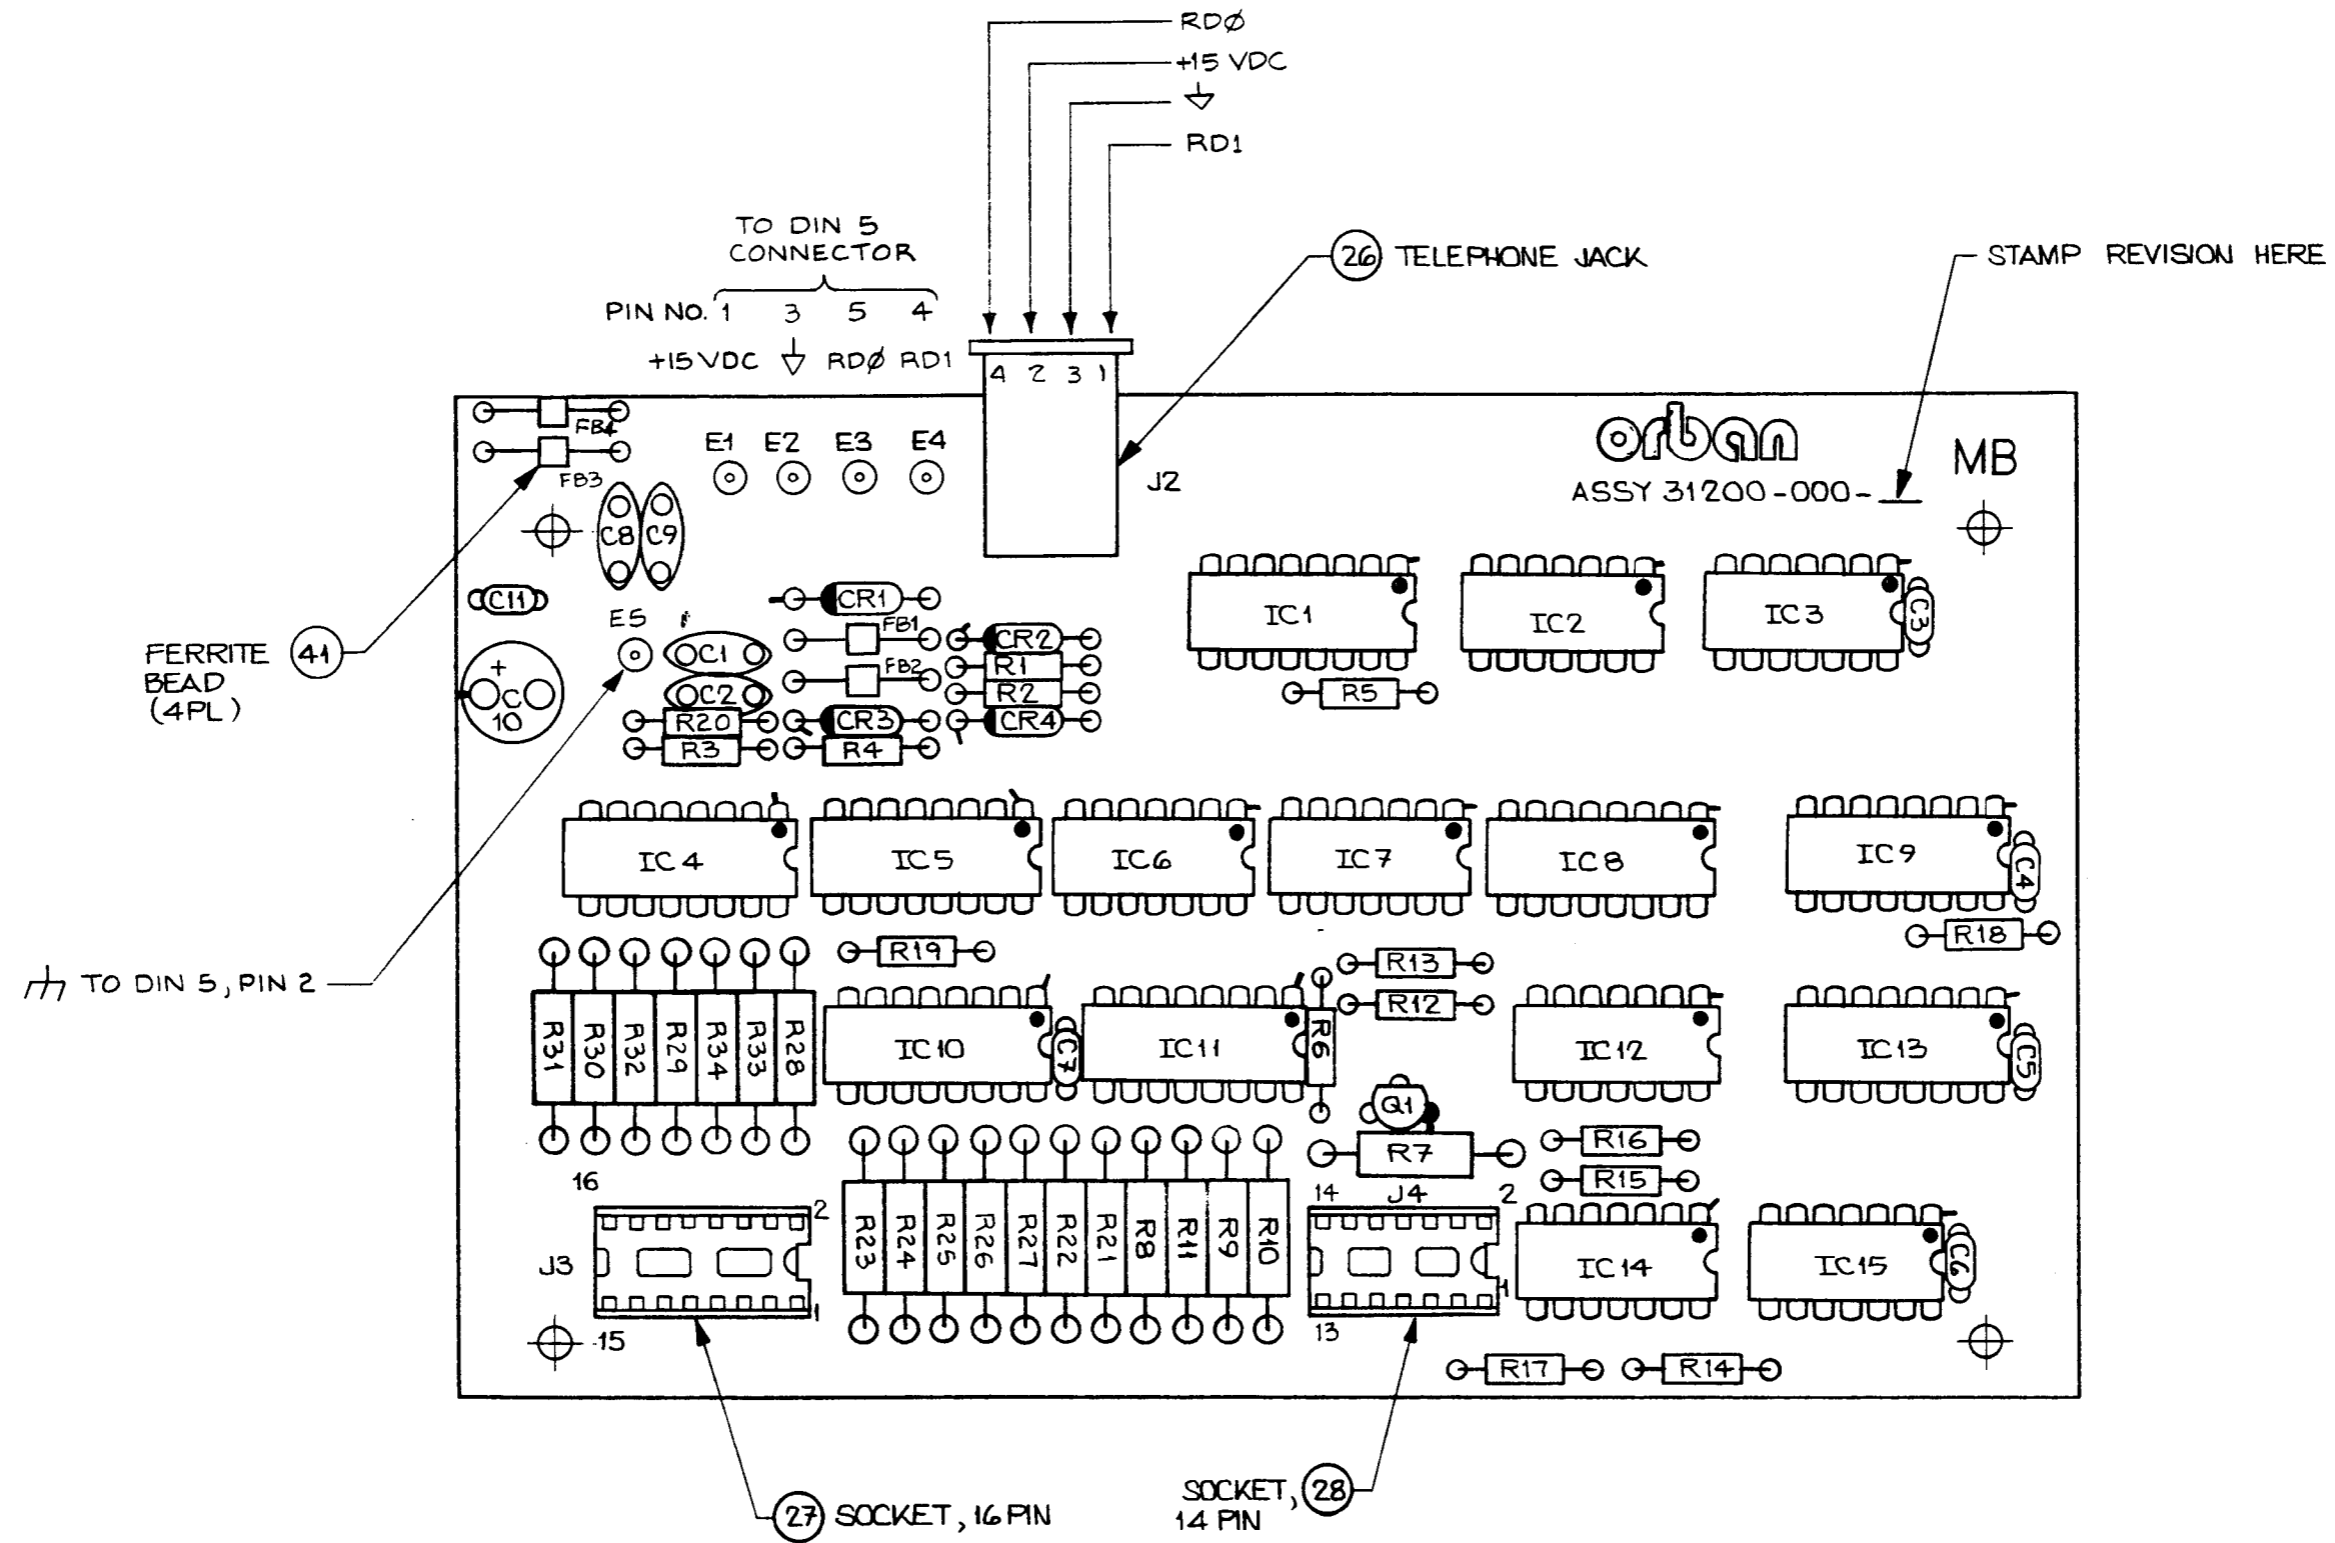 RDØ
+15 VDC
RD1
TO DIN 5
CONNECTOR
PIN NO. 1 3 5 4
+15 VDC RDØ RD1
26 TELEPHONE JACK
STAMP REVISION HERE
4 2 3 1
FB4
FB3
E1 E2 E3 E4
J2
orban
MB
ASSY 31200-000-
C8 C9
C11
E5
CR1
FB1
CR2
C1
R1
FB2
C2
R2
R20
CR3
CR4
R3
R4
+
C
10
IC1
IC2
IC3
C3
R5
FERRITE 41
BEAD
(4PL)
IC4
IC5
IC6
IC7
IC8
IC9
C4
R19
R13
R18
TO DIN 5, PIN 2
R12
R31 R30 R32 R29 R34 R33 R28
IC10
C7
IC11
R6
IC12
IC13
C5
Q1
R7
R16
R15
16
2
J3
1
15
R23 R24 R25 R26 R27 R22 R21 R8 R11 R9 R10
14 J4 2
1
13
IC14
IC15
C6
R17
R14
27 SOCKET, 16 PIN
SOCKET, 28
14 PIN